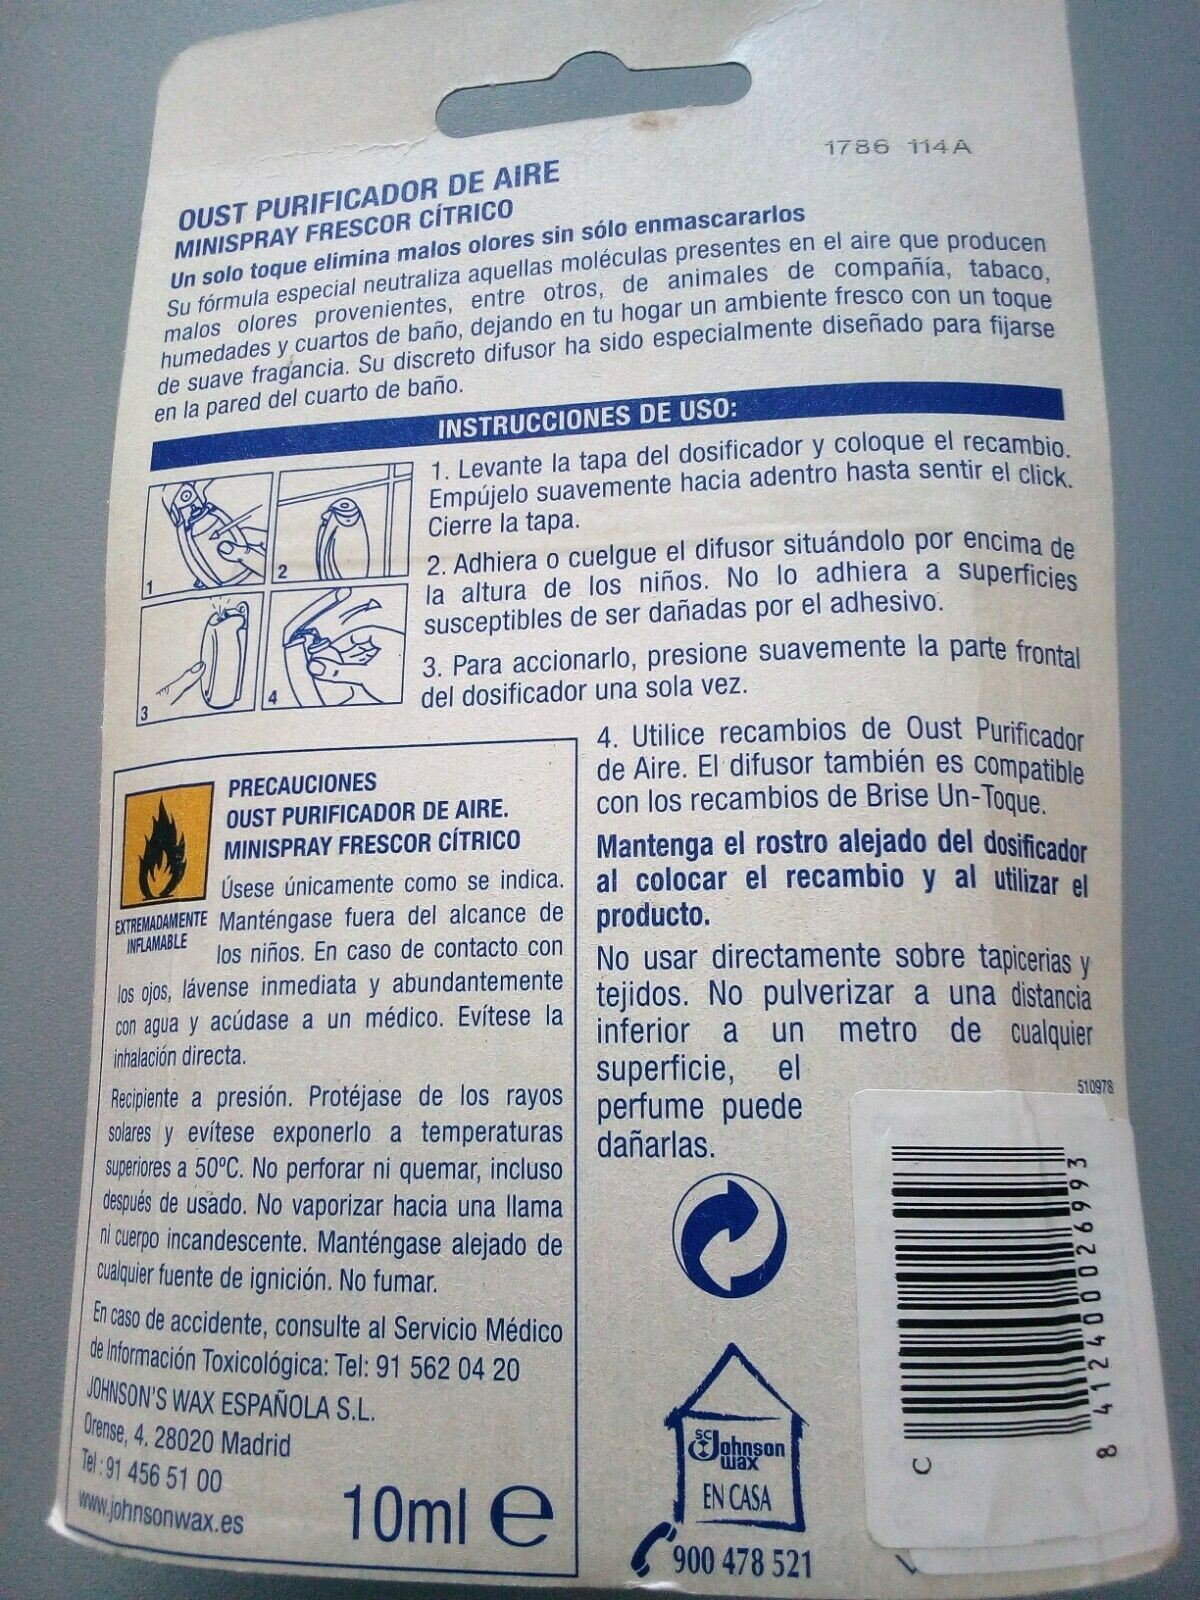 1786 114A
OUST PURIFICADOR DE AIRE
MINISPRAY FRESCOR CÍTRICO
Un solo toque elimina malos olores sin sólo enmascararlos
Su fórmula especial neutraliza aquellas moléculas presentes en el aire que producen
malos olores provenientes, entre otros, de animales de compañía, tabaco,
humedades y cuartos de baño, dejando en tu hogar un ambiente fresco con un toque
de suave fragancia. Su discreto difusor ha sido especialmente diseñado para fijarse
en la pared del cuarto de baño.
INSTRUCCIONES DE USO:
1
2
3
4
1. Levante la tapa del dosificador y coloque el recambio.
Empújelo suavemente hacia adentro hasta sentir el click.
Cierre la tapa.
2. Adhiera o cuelgue el difusor situándolo por encima de
la altura de los niños. No lo adhiera a superficies
susceptibles de ser dañadas por el adhesivo.
3. Para accionarlo, presione suavemente la parte frontal
del dosificador una sola vez.
4. Utilice recambios de Oust Purificador
de Aire. El difusor también es compatible
con los recambios de Brise Un-Toque.
Mantenga el rostro alejado del dosificador
al colocar el recambio y al utilizar el
producto.
No usar directamente sobre tapicerias y
tejidos. No pulverizar a una distancia
inferior a un metro de cualquier
superficie, el
perfume puede
dañarlas.
PRECAUCIONES
OUST PURIFICADOR DE AIRE.
MINISPRAY FRESCOR CÍTRICO
EXTREMADAMENTE
INFLAMABLE
Úsese únicamente como se indica.
Manténgase fuera del alcance de
los niños. En caso de contacto con
los ojos, lávense inmediata y abundantemente
con agua y acúdase a un médico. Evítese la
inhalación directa.
Recipiente a presión. Protéjase de los rayos
solares y evítese exponerlo a temperaturas
superiores a 50ºC. No perforar ni quemar, incluso
después de usado. No vaporizar hacia una llama
ni cuerpo incandescente. Manténgase alejado de
cualquier fuente de ignición. No fumar.
En caso de accidente, consulte al Servicio Médico
de Información Toxicológica: Tel: 91 562 04 20
JOHNSON'S WAX ESPAÑOLA S.L.
Orense, 4. 28020 Madrid
Tel: 91 456 51 00
www.johnsonwax.es
10ml e
SC
Johnson
wax
EN CASA
900 478 521
510978
C
8 412400 026993